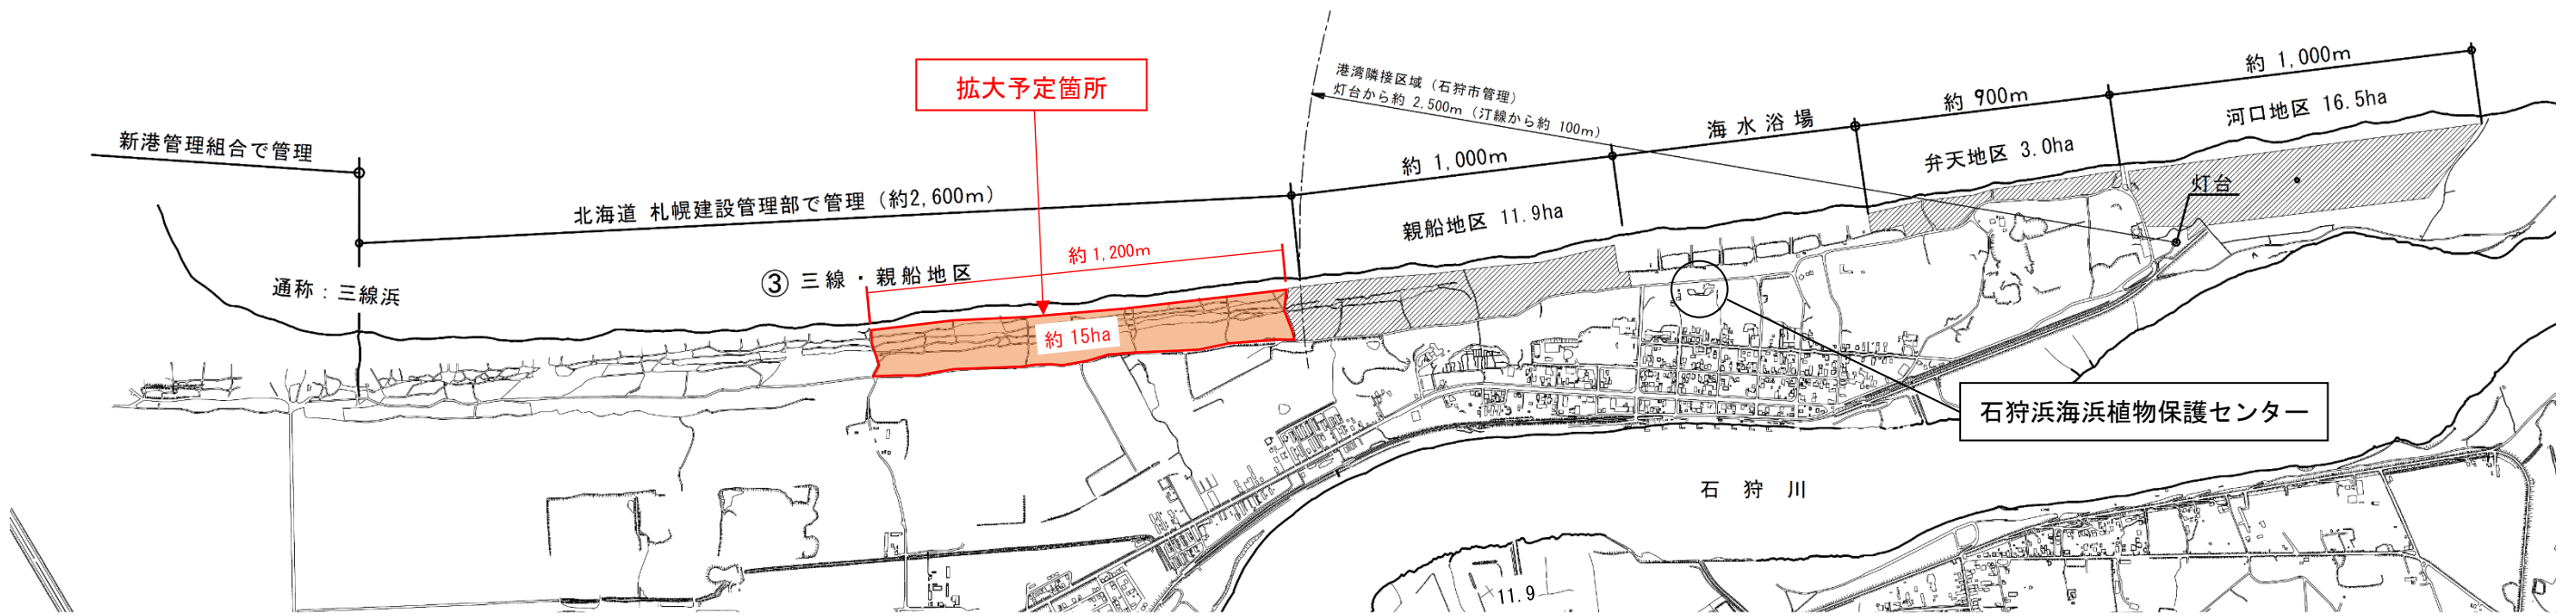 新港管理組合で管理
拡大予定箇所
北海道 札幌建設管理部で管理（約2,600m）
港湾隣接区域（石狩市管理）
灯台から約 2,500m（汀線から約 100m）
約 1,000m
親船地区 11.9ha
海水浴場
約 900m
弁天地区 3.0ha
約 1,000m
河口地区 16.5ha
灯台
通称：三線浜
③ 三線・親船地区
約 1,200m
約 15ha
石狩浜海浜植物保護センター
石狩川
11.9